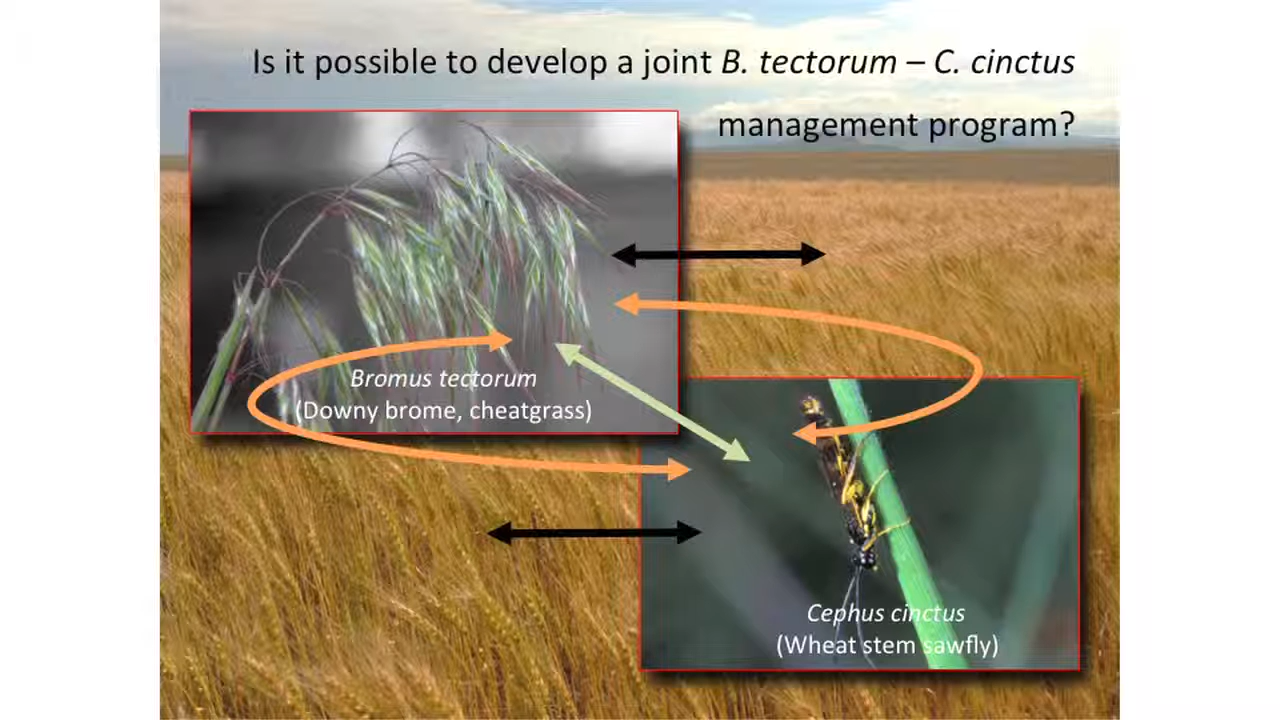 Is it possible to develop a joint B. tectorum – C. cinctus
management program?
Bromus tectorum
(Downy brome, cheatgrass)
Cephus cinctus
(Wheat stem sawfly)